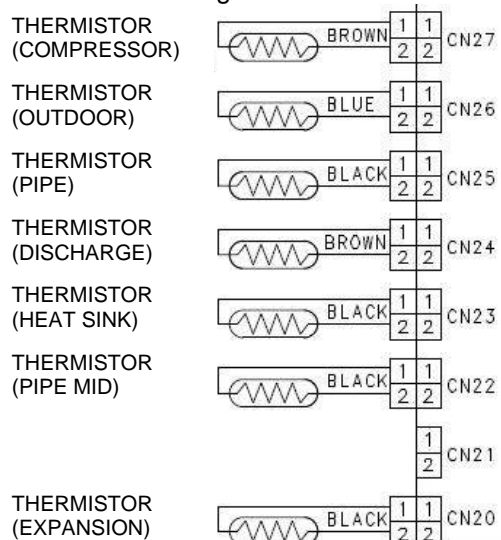 THERMISTOR
(COMPRESSOR)
BROWN 1 1 CN27
2 2
THERMISTOR
(OUTDOOR)
BLUE 1 1 CN26
2 2
THERMISTOR
(PIPE)
BLACK 1 1 CN25
2 2
THERMISTOR
(DISCHARGE)
BROWN 1 1 CN24
2 2
THERMISTOR
(HEAT SINK)
BLACK 1 1 CN23
2 2
THERMISTOR
(PIPE MID)
BLACK 1 1 CN22
2 2
1 CN21
2
THERMISTOR
(EXPANSION)
BLACK 1 1 CN20
2 2